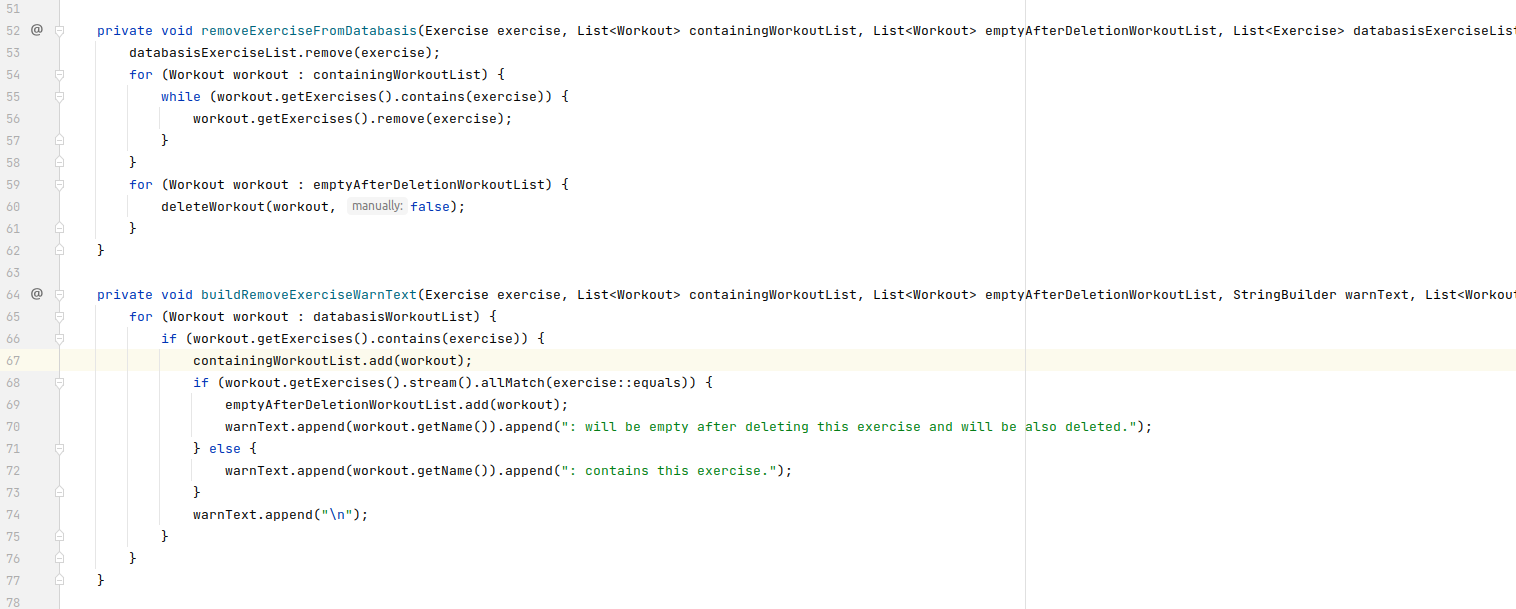 51
52 @ private void removeExerciseFromDatabasis(Exercise exercise, List<Workout> containingWorkoutList, List<Workout> emptyAfterDeletionWorkoutList, List<Exercise> databasisExerciseList
53 databasisExerciseList.remove(exercise);
54 for (Workout workout : containingWorkoutList) {
55 while (workout.getExercises().contains(exercise)) {
56 workout.getExercises().remove(exercise);
57 }
58 }
59 for (Workout workout : emptyAfterDeletionWorkoutList) {
60 deleteWorkout(workout, manually: false);
61 }
62 }
63
64 @ private void buildRemoveExerciseWarnText(Exercise exercise, List<Workout> containingWorkoutList, List<Workout> emptyAfterDeletionWorkoutList, StringBuilder warnText, List<Workout
65 for (Workout workout : databasisWorkoutList) {
66 if (workout.getExercises().contains(exercise)) {
67 containingWorkoutList.add(workout);
68 if (workout.getExercises().stream().allMatch(exercise::equals)) {
69 emptyAfterDeletionWorkoutList.add(workout);
70 warnText.append(workout.getName()).append(": will be empty after deleting this exercise and will be also deleted.");
71 } else {
72 warnText.append(workout.getName()).append(": contains this exercise.");
73 }
74 warnText.append("\n");
75 }
76 }
77 }
78